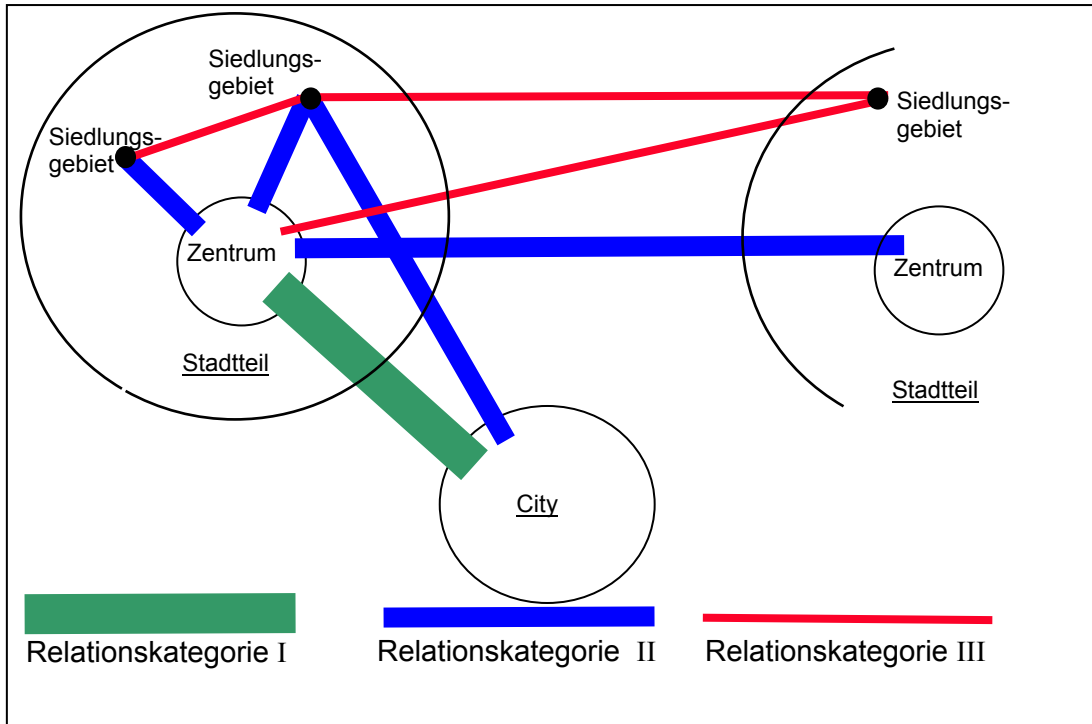 Siedlungs-
gebiet
Siedlungs-
gebiet
Siedlungs-
gebiet
Zentrum
Zentrum
Stadtteil
Stadtteil
City
Relationskategorie I
Relationskategorie II
Relationskategorie III